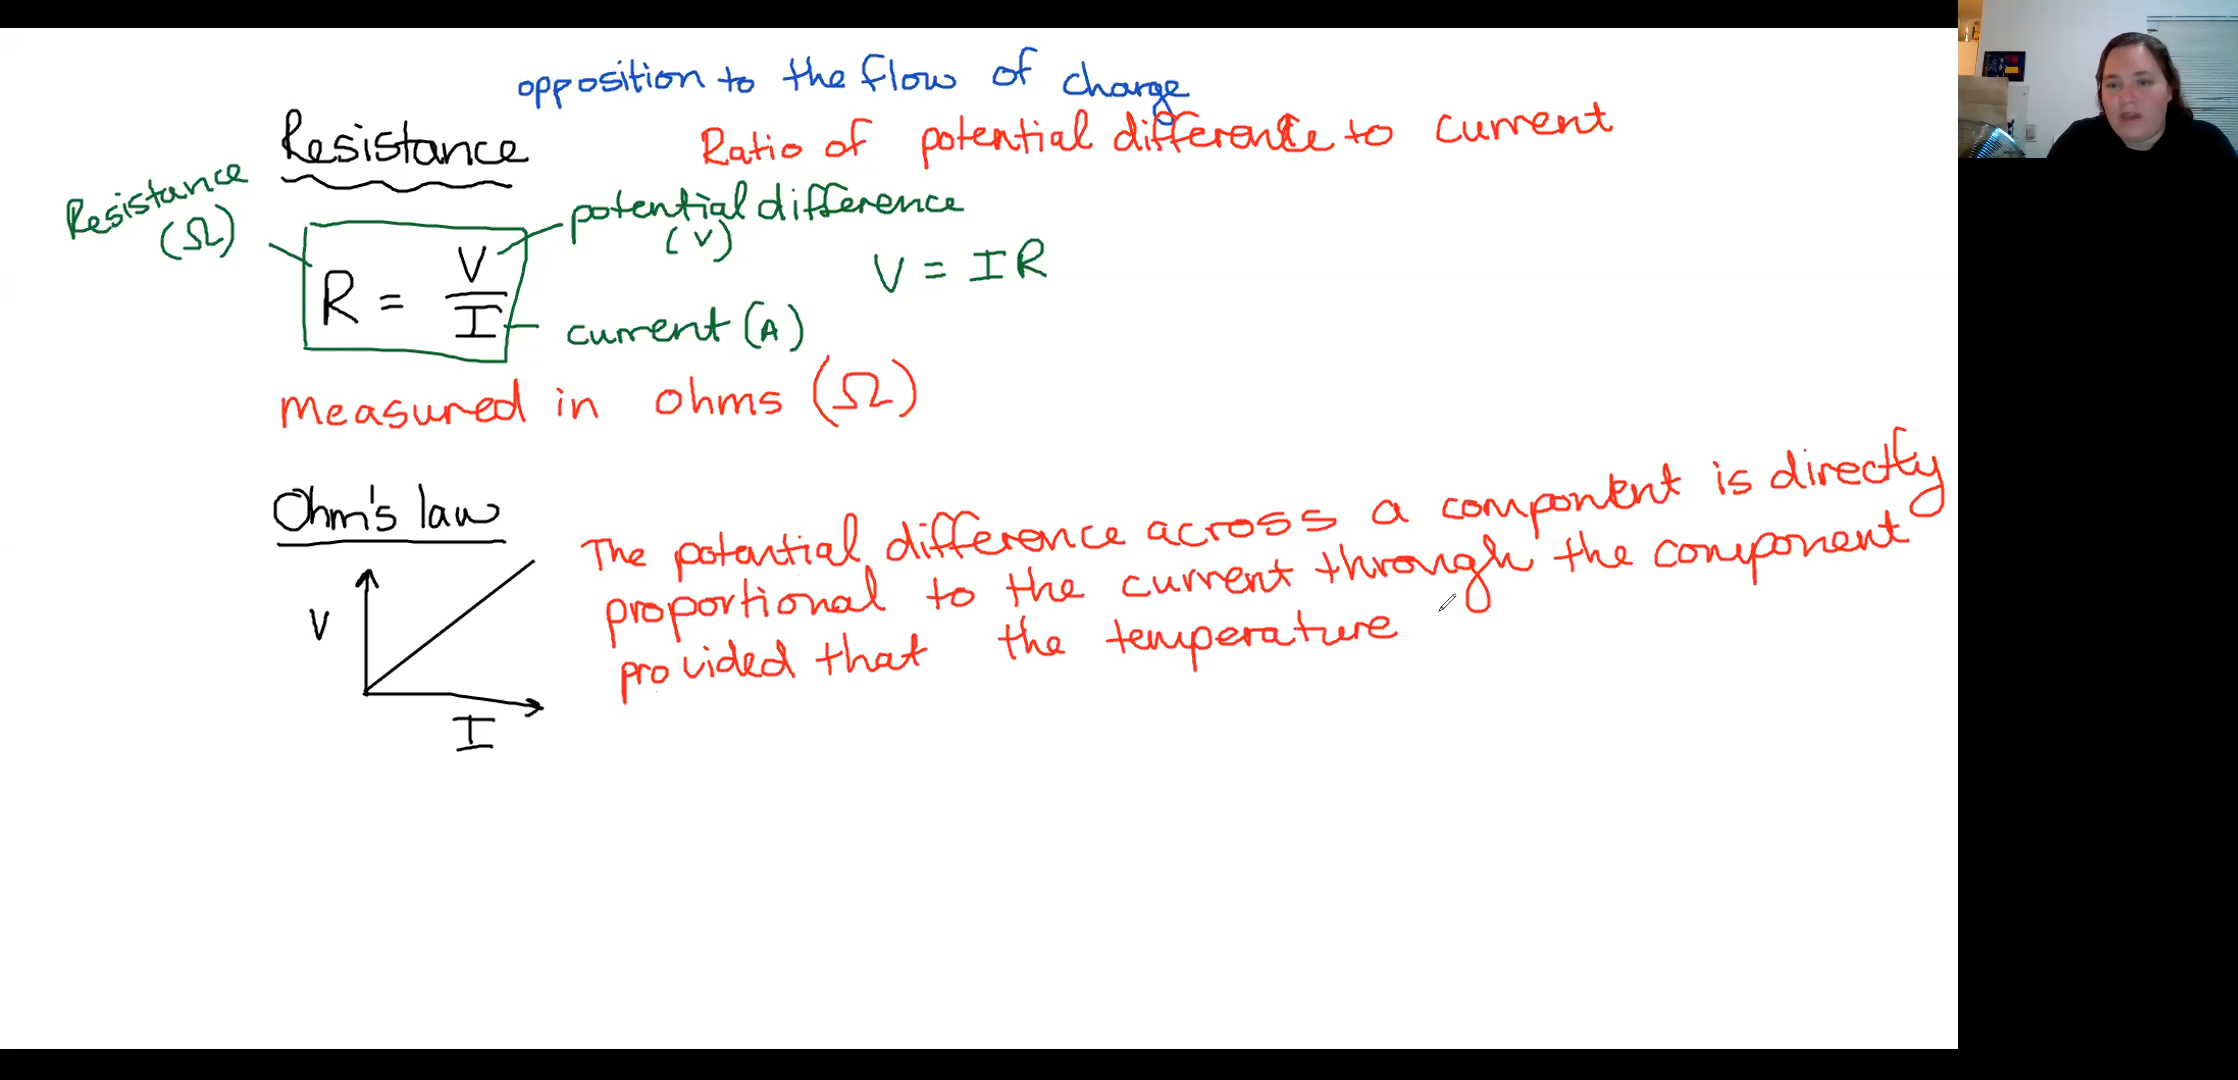 opposition to the flow of charge
Resistance
Ratio of potential difference to current
Resistance
(Ω)
potential difference
(V)
R = V/I
V = IR
current (A)
measured in ohms (Ω)
Ohm's law
The potential difference across a component is directly
proportional to the current through the component
provided that the temperature
V
I